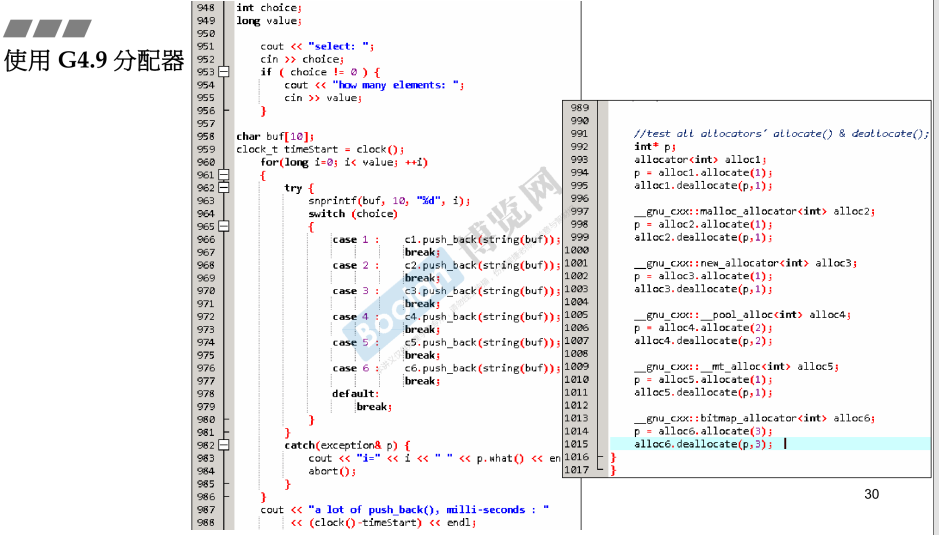 使用 G4.9 分配器
948 int choice;
949 long value;
950
951 cout << "select: ";
952 cin >> choice;
953 if ( choice != 0 ) {
954 cout << "how many elements: ";
955 cin >> value;
956 }
957
958 char buf[10];
959 clock_t timeStart = clock();
960 for(long i=0; i< value; ++i)
961 {
962 try {
963 snprintf(buf, 10, "%d", i);
964 switch (choice)
965 {
966 case 1 : c1.push_back(string(buf));
967 break;
968 case 2 : c2.push_back(string(buf));
969 break;
970 case 3 : c3.push_back(string(buf));
971 break;
972 case 4 : c4.push_back(string(buf));
973 break;
974 case 5 : c5.push_back(string(buf));
975 break;
976 case 6 : c6.push_back(string(buf));
977 break;
978 default:
979 break;
980 }
981 }
982 catch(exception& p) {
983 cout << "i=" << i << " " << p.what() << en
984 abort();
985 }
986 }
987 cout << "a lot of push_back(), milli-seconds : "
988 << (clock()-timeStart) << endl;
989
990
991 //test all allocators' allocate() & deallocate();
992 int* p;
993 allocator<int> alloc1;
994 p = alloc1.allocate(1);
995 alloc1.deallocate(p,1);
996
997 __gnu_cxx::malloc_allocator<int> alloc2;
998 p = alloc2.allocate(1);
999 alloc2.deallocate(p,1);
1000
1001 __gnu_cxx::new_allocator<int> alloc3;
1002 p = alloc3.allocate(1);
1003 alloc3.deallocate(p,1);
1004
1005 __gnu_cxx::__pool_alloc<int> alloc4;
1006 p = alloc4.allocate(2);
1007 alloc4.deallocate(p,2);
1008
1009 __gnu_cxx::__mt_alloc<int> alloc5;
1010 p = alloc5.allocate(1);
1011 alloc5.deallocate(p,1);
1012
1013 __gnu_cxx::bitmap_allocator<int> alloc6;
1014 p = alloc6.allocate(3);
1015 alloc6.deallocate(p,3);
1016 }
1017 }
Boolan 博览网
30